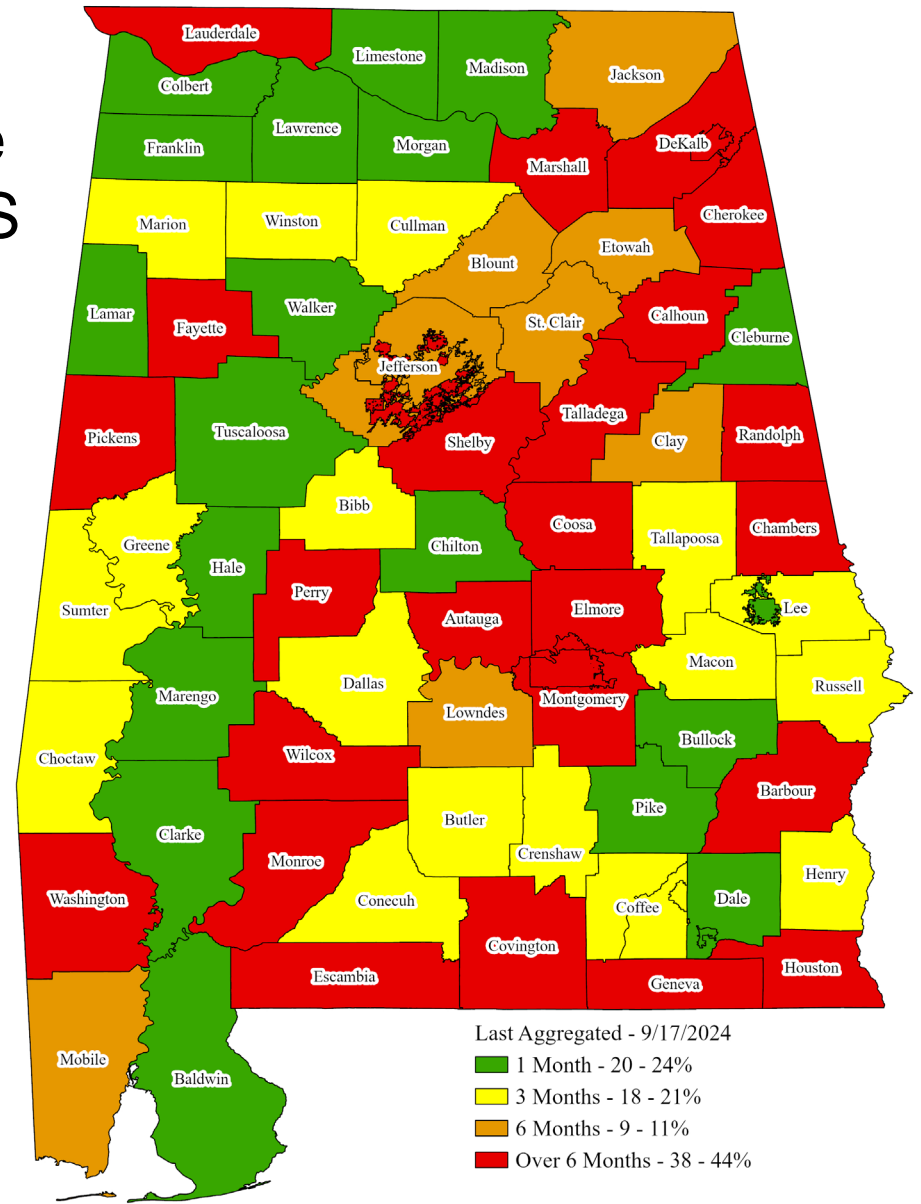 e
s
Lauderdale
Limestone
Madison
Jackson
Colbert
Lawrence
Franklin
Morgan
DeKalb
Marshall
Cherokee
Marion
Winston
Cullman
Etowah
Blount
Lamar
Fayette
Walker
St. Clair
Calhoun
Cleburne
Jefferson
Pickens
Tuscaloosa
Shelby
Talladega
Clay
Randolph
Bibb
Greene
Hale
Chilton
Coosa
Tallapoosa
Chambers
Sumter
Perry
Autauga
Elmore
Lee
Marengo
Dallas
Lowndes
Montgomery
Macon
Russell
Choctaw
Wilcox
Bullock
Clarke
Butler
Crenshaw
Pike
Barbour
Washington
Monroe
Conecuh
Covington
Coffee
Dale
Henry
Escambia
Geneva
Houston
Mobile
Baldwin
Last Aggregated - 9/17/2024
1 Month - 20 - 24%
3 Months - 18 - 21%
6 Months - 9 - 11%
Over 6 Months - 38 - 44%